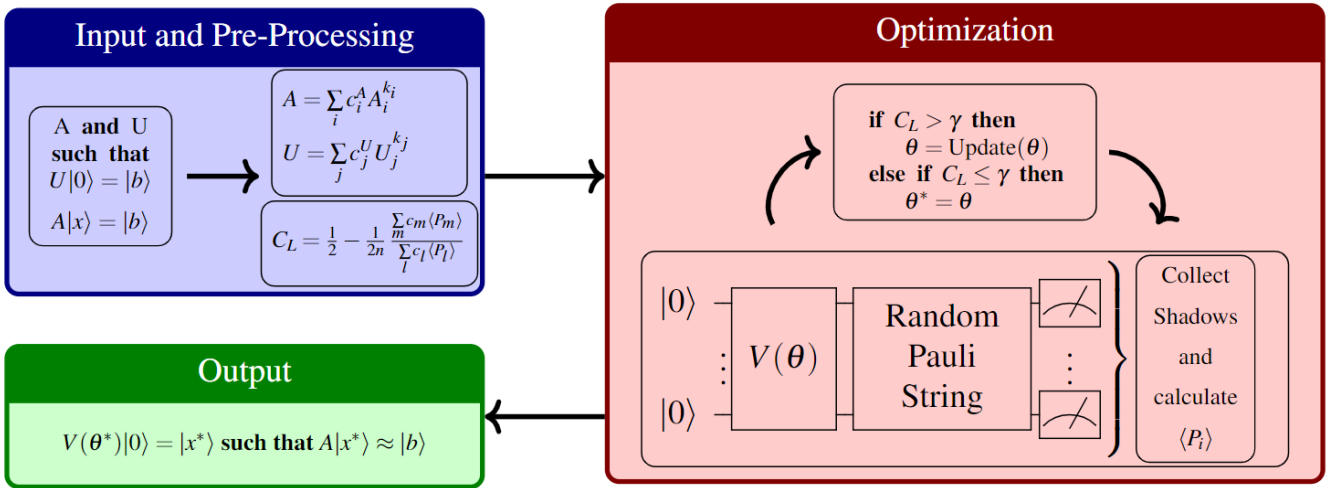 Input and Pre-Processing
A and U
such that
U|0⟩ = |b⟩
A|x⟩ = |b⟩
A = ∑_i c_i^A A_i^{k_i}
U = ∑_j c_j^U U_j^{k_j}
C_L = 1/2 − 1/2n ∑_m c_m⟨P_m⟩ / ∑_l c_l⟨P_l⟩
Optimization
if C_L > γ then
θ = Update(θ)
else if C_L ≤ γ then
θ* = θ
|0⟩
⋮
|0⟩
V(θ)
Random
Pauli
String
⋮
Collect
Shadows
and
calculate
⟨P_i⟩
Output
V(θ*)|0⟩ = |x*⟩ such that A|x*⟩ ≈ |b⟩